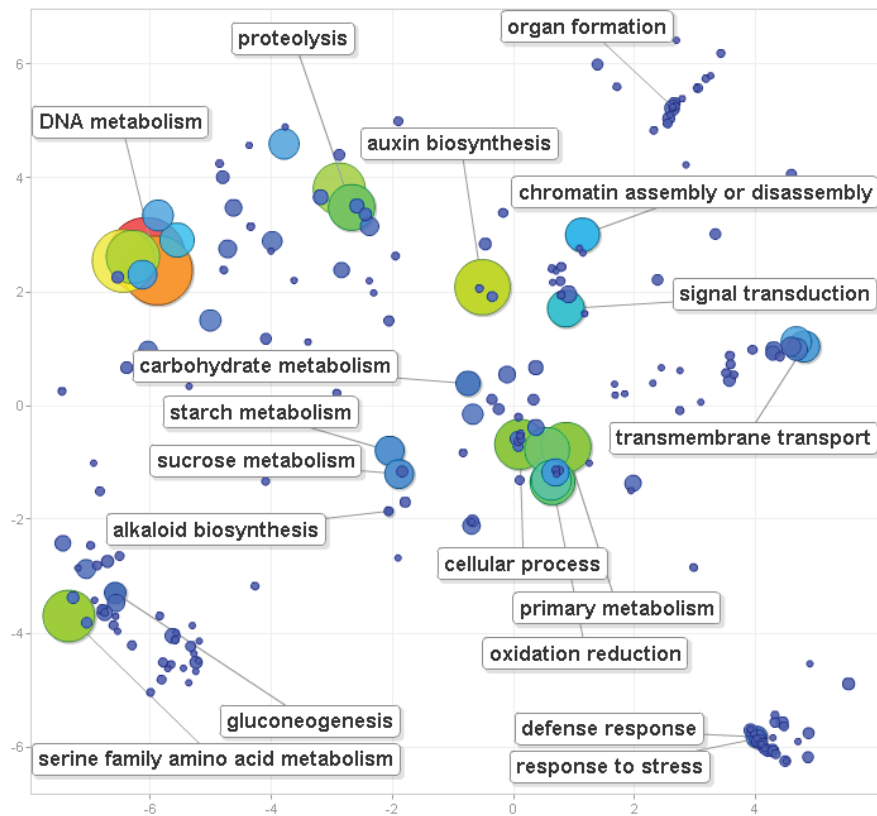 organ formation
proteolysis
6
DNA metabolism
auxin biosynthesis
4
chromatin assembly or disassembly
signal transduction
2
carbohydrate metabolism
0
starch metabolism
transmembrane transport
sucrose metabolism
alkaloid biosynthesis
-2
cellular process
primary metabolism
-4
oxidation reduction
gluconeogenesis
defense response
-6
serine family amino acid metabolism
response to stress
-6 -4 -2 0 2 4